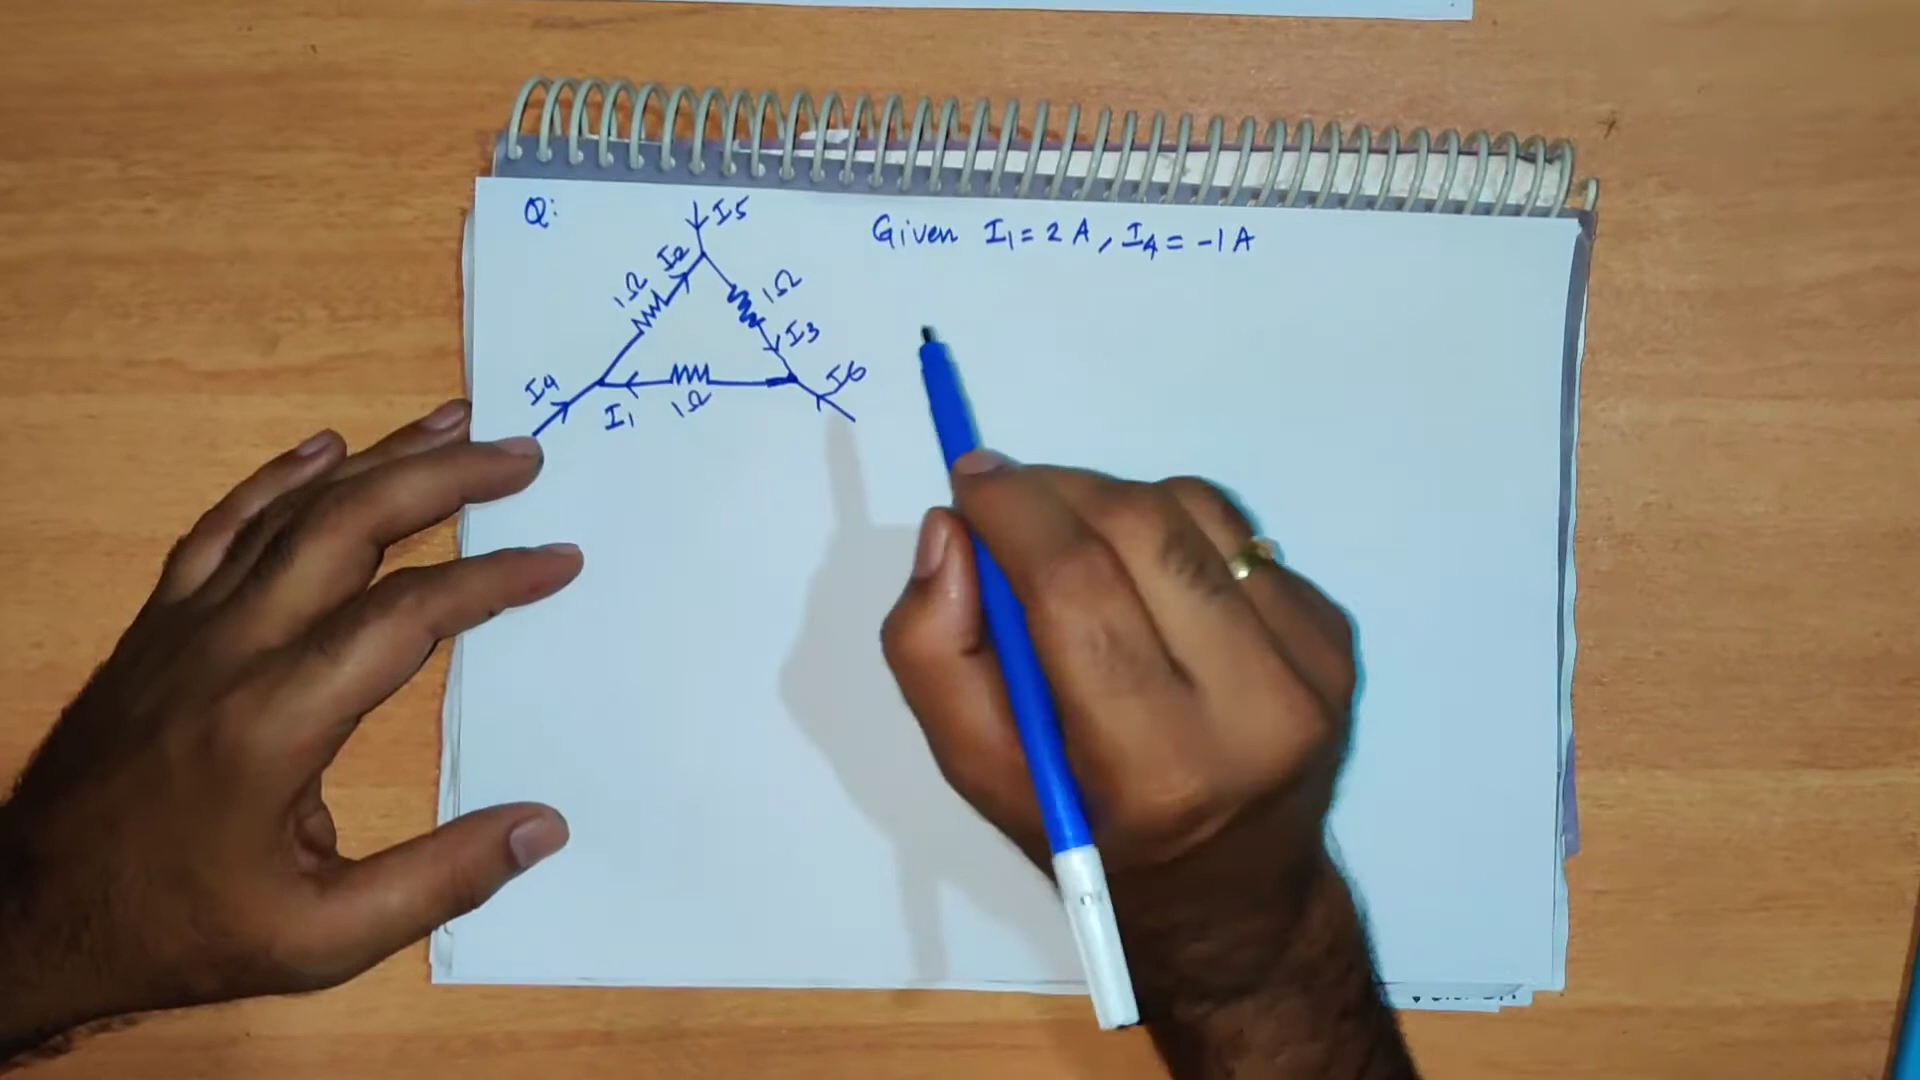 Q:
I5
Given I1 = 2 A, I4 = -1 A
I2
1Ω
1Ω
I3
I4
I6
I1
1Ω